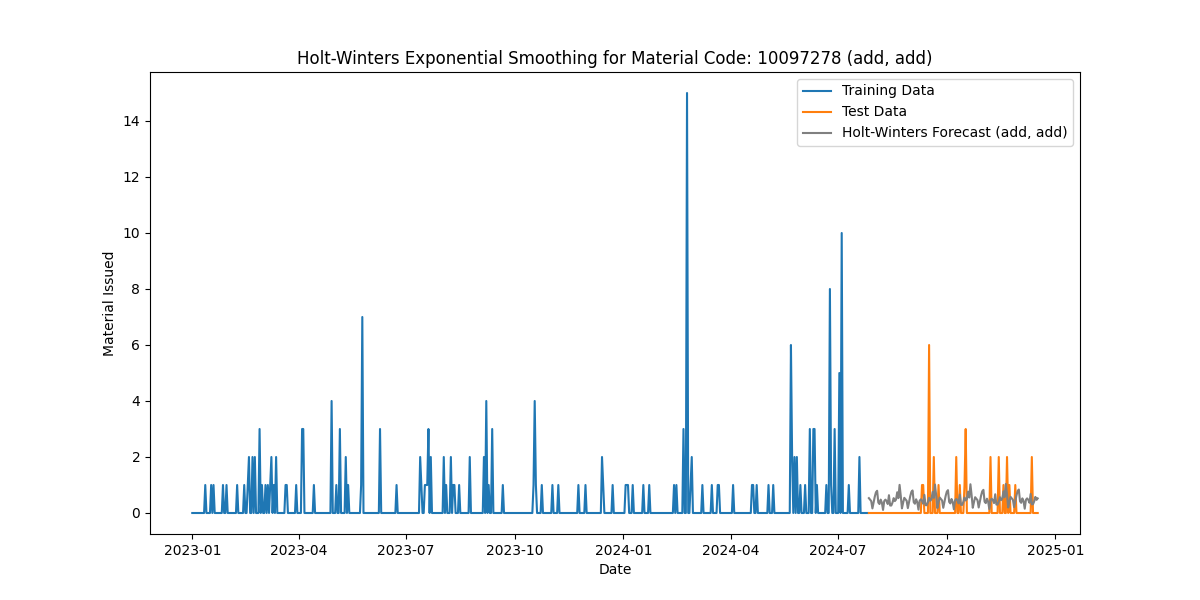 Holt-Winters Exponential Smoothing for Material Code: 10097278 (add, add)
Training Data
Test Data
Holt-Winters Forecast (add, add)
Material Issued
14
12
10
8
6
4
2
0
2023-01 2023-04 2023-07 2023-10 2024-01 2024-04 2024-07 2024-10 2025-01
Date